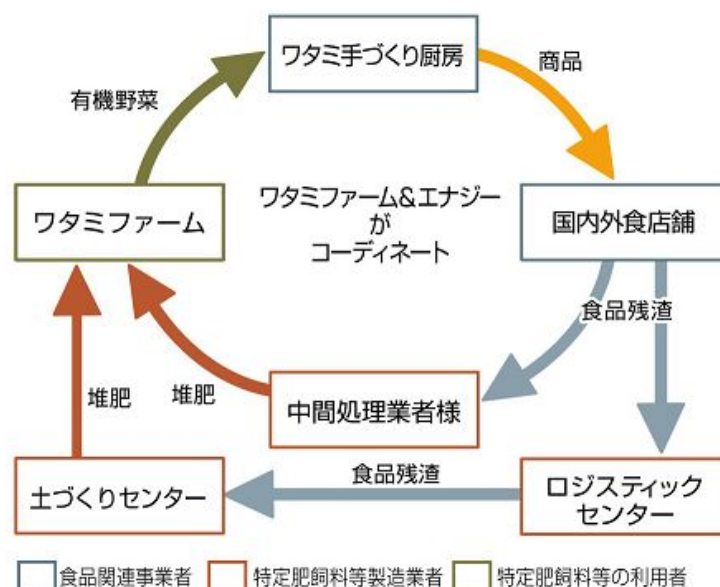 ワタミ手づくり厨房
商品
有機野菜
ワタミファーム
ワタミファーム&エナジー
が
コーディネート
国内外食店舗
食品残渣
堆肥
堆肥
中間処理業者様
土づくりセンター
食品残渣
ロジスティック
センター
食品関連事業者
特定肥飼料等製造業者
特定肥飼料等の利用者